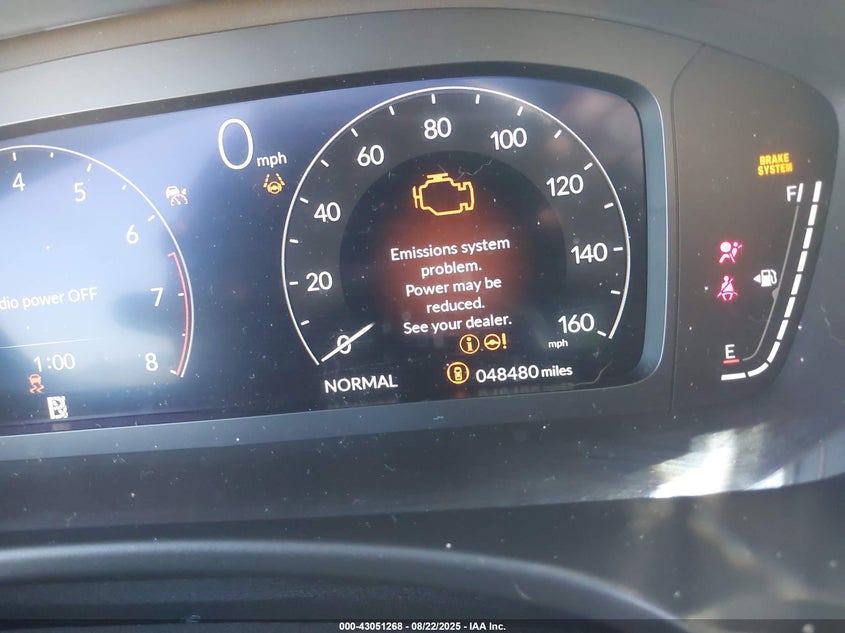 0 mph
4
5
6
7
8
dio power OFF
1:00
0
20
40
60
80
100
120
140
160
mph
Emissions system
problem.
Power may be
reduced.
See your dealer.
NORMAL
048480 miles
BRAKE
SYSTEM
F
E
000-43051268 - 08/22/2025 - IAA Inc.